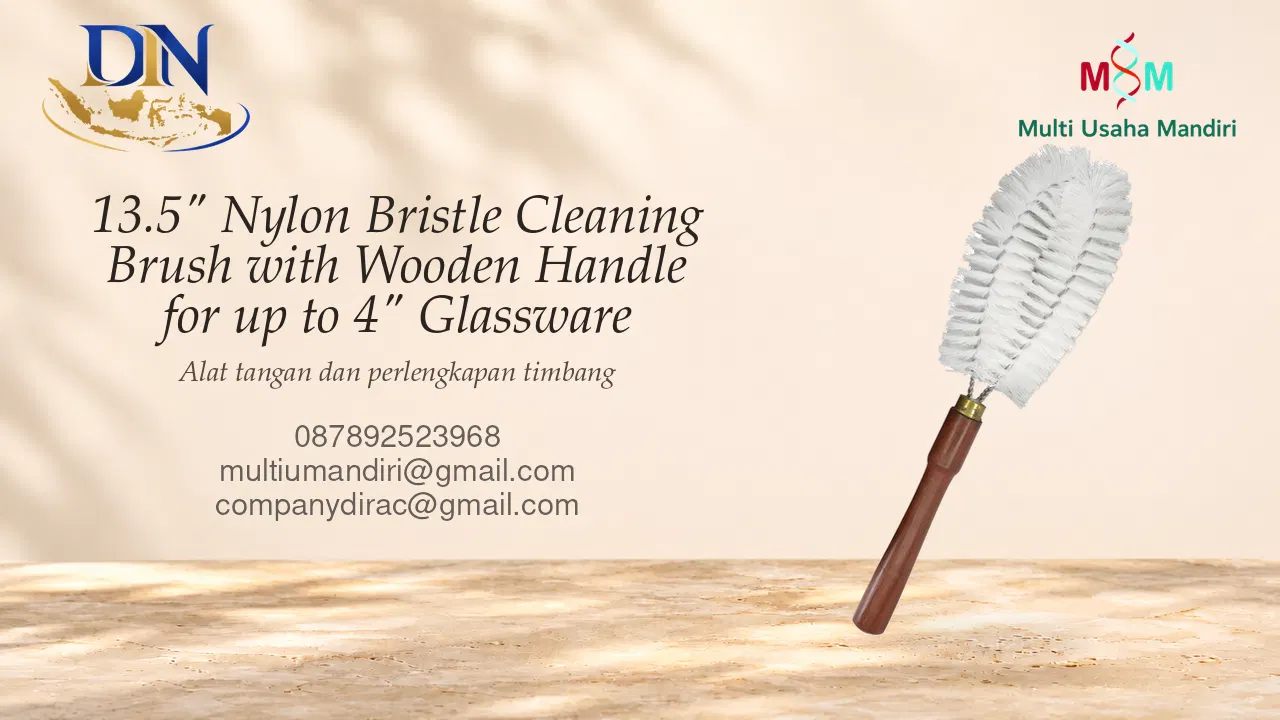 DIN
M M
Multi Usaha Mandiri
13.5" Nylon Bristle Cleaning
Brush with Wooden Handle
for up to 4" Glassware
Alat tangan dan perlengkapan timbang
087892523968
multiumandiri@gmail.com
companydirac@gmail.com